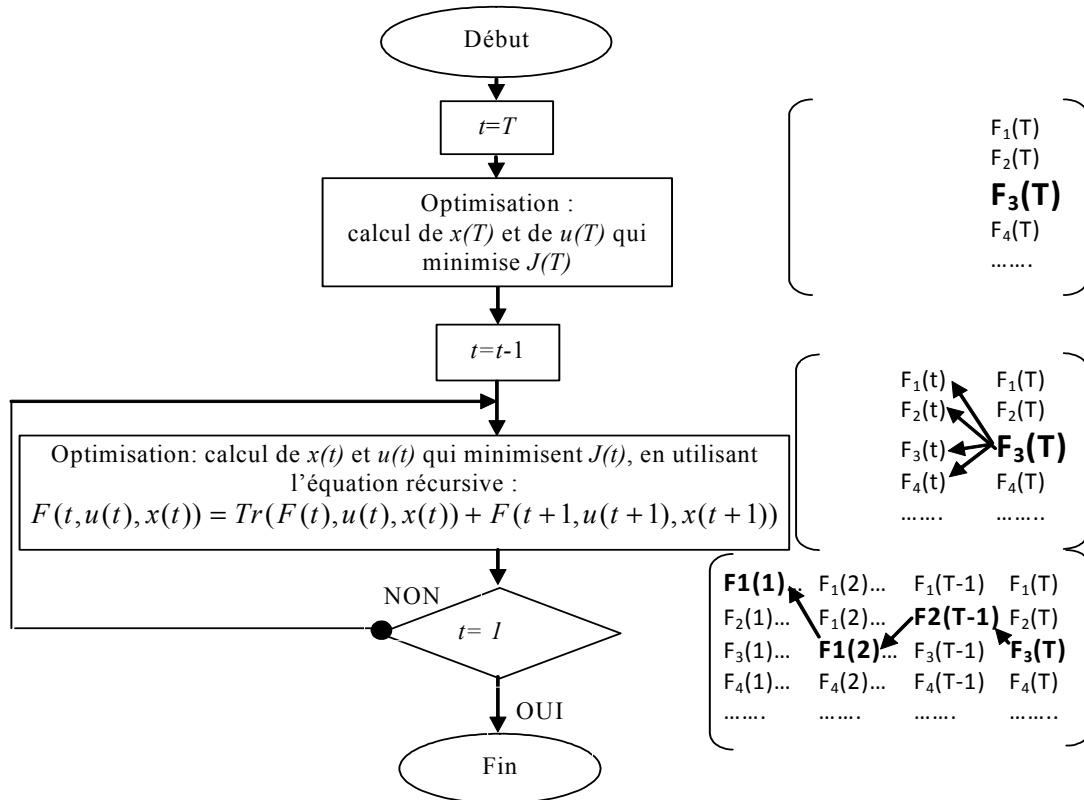 Début
t=T
Optimisation :
calcul de x(T) et de u(T) qui
minimise J(T)
t=t-1
Optimisation: calcul de x(t) et u(t) qui minimisent J(t), en utilisant
l’équation récursive :
F(t,u(t),x(t)) = Tr(F(t),u(t),x(t)) + F(t+1,u(t+1),x(t+1))
NON
t= 1
OUI
Fin
F₁(T)
F₂(T)
F₃(T)
F₄(T)
…….
F₁(t) F₁(T)
F₂(t) F₂(T)
F₃(t) F₃(T)
F₄(t) F₄(T)
……. ……..
F1(1)… F₁(2)… F₁(T-1) F₁(T)
F₂(1)… F₁(2)… F2(T-1) F₂(T)
F₃(1)… F1(2)… F₃(T-1) F₃(T)
F₄(1)… F₄(2)… F₄(T-1) F₄(T)
……. ……. ……. ……..